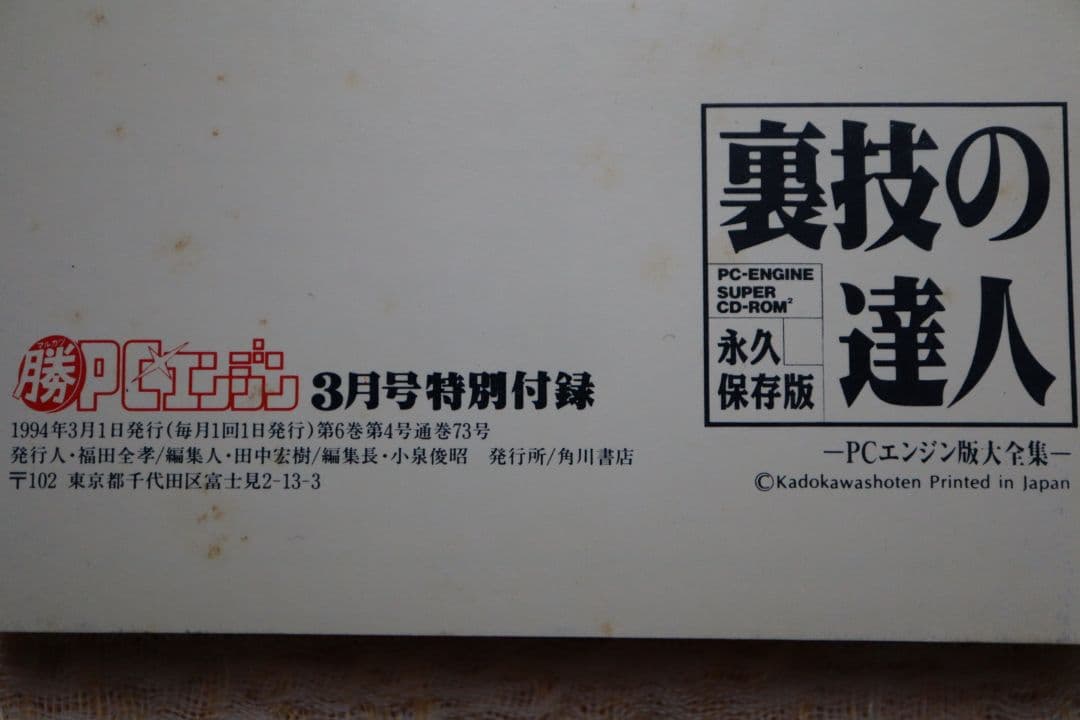 裏技の
達人
PC-ENGINE
SUPER
CD-ROM²
永久
保存版
—PCエンジン版大全集—
©Kadokawashoten Printed in Japan
マルカツ
勝PCエンジン 3月号特別付録
1994年3月1日発行(毎月1回1日発行)第6巻第4号通巻73号
発行人・福田全孝/編集人・田中宏樹/編集長・小泉俊昭 発行所/角川書店
〒102 東京都千代田区富士見2-13-3